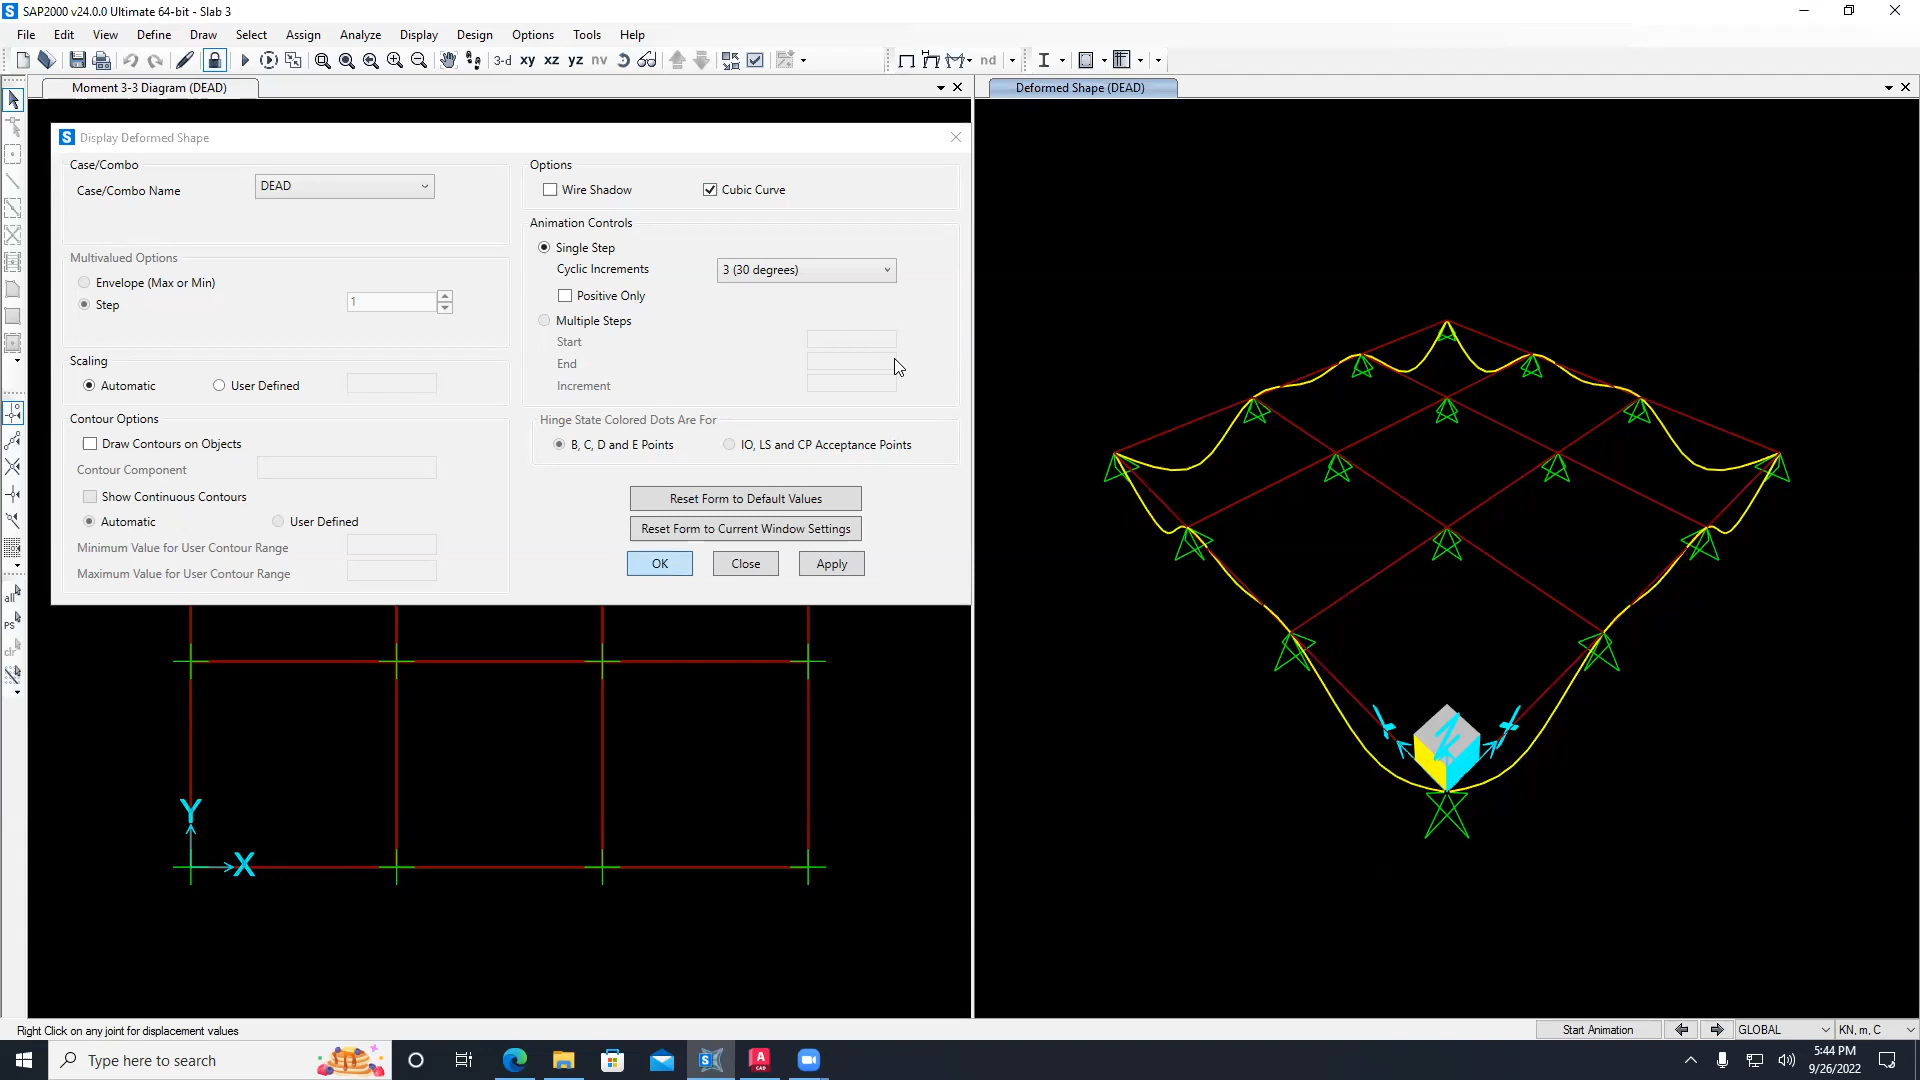 SAP2000 v24.0.0 Ultimate 64-bit - Slab 3
File Edit View Define Draw Select Assign Analyze Display Design Options Tools Help
3-d xy xz yz nv nd
Moment 3-3 Diagram (DEAD)
Deformed Shape (DEAD)
Display Deformed Shape
Case/Combo
Case/Combo Name DEAD
Multivalued Options
Envelope (Max or Min)
Step 1
Scaling
Automatic User Defined
Contour Options
Draw Contours on Objects
Contour Component
Show Continuous Contours
Automatic User Defined
Minimum Value for User Contour Range
Maximum Value for User Contour Range
Options
Wire Shadow Cubic Curve
Animation Controls
Single Step
Cyclic Increments 3 (30 degrees)
Positive Only
Multiple Steps
Start
End
Increment
Hinge State Colored Dots Are For
B, C, D and E Points IO, LS and CP Acceptance Points
Reset Form to Default Values
Reset Form to Current Window Settings
OK Close Apply
all
PS
clr
Y
X
Right Click on any joint for displacement values
Start Animation GLOBAL KN, m, C
Type here to search
5:44 PM
9/26/2022